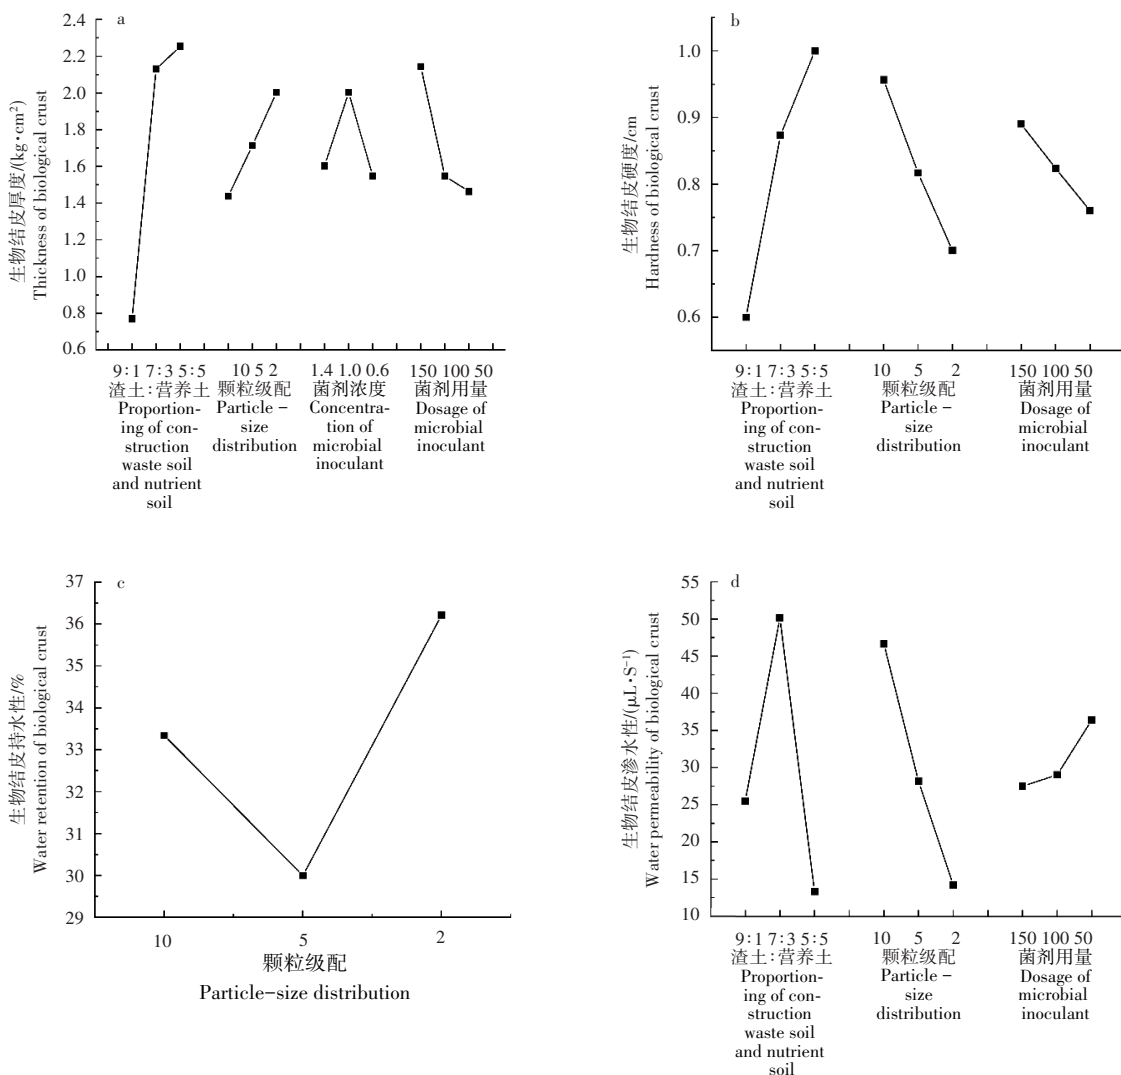 a
生物结皮厚度/(kg·cm²)
Thickness of biological crust
2.4
2.2
2.0
1.8
1.6
1.4
1.2
1.0
0.8
0.6
9:1 7:3 5:5
10 5 2
1.4 1.0 0.6
150 100 50
渣土:营养土
颗粒级配
菌剂浓度
菌剂用量
Proportion-
ing of con-
struction
waste soil
and nutrient
soil
Particle-
size
distribution
Concentra-
tion of
microbial
inoculant
Dosage of
microbial
inoculant
b
生物结皮硬度/cm
Hardness of biological crust
1.0
0.9
0.8
0.7
0.6
9:1 7:3 5:5
10 5 2
150 100 50
渣土:营养土
颗粒级配
菌剂用量
Proportion-
ing of con-
struction
waste soil
and nutrient
soil
Particle-
size
distribution
Dosage of
microbial
inoculant
c
生物结皮持水性/%
Water retention of biological crust
37
36
35
33
33
32
31
30
29
10 5 2
颗粒级配
Particle-size distribution
d
生物结皮渗水性/(μL·S⁻¹)
Water permeability of biological crust
55
50
45
35
30
25
20
15
10
9:1 7:3 5:5
10 5 2
150 100 50
渣土:营养土
颗粒级配
菌剂用量
Proportion-
ing of con-
struction
waste soil
and nutrient
soil
Particle-
size
distribution
Dosage of
microbial
inoculant